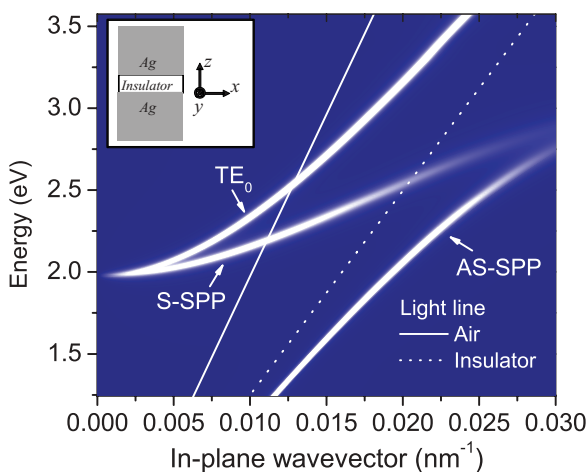 Energy (eV)
3.5
3.0
2.5
2.0
1.5
Ag
Insulator
Ag
z
x
y
TE0
S-SPP
AS-SPP
Light line
Air
Insulator
0.000 0.005 0.010 0.015 0.020 0.025 0.030
In-plane wavevector (nm-1)